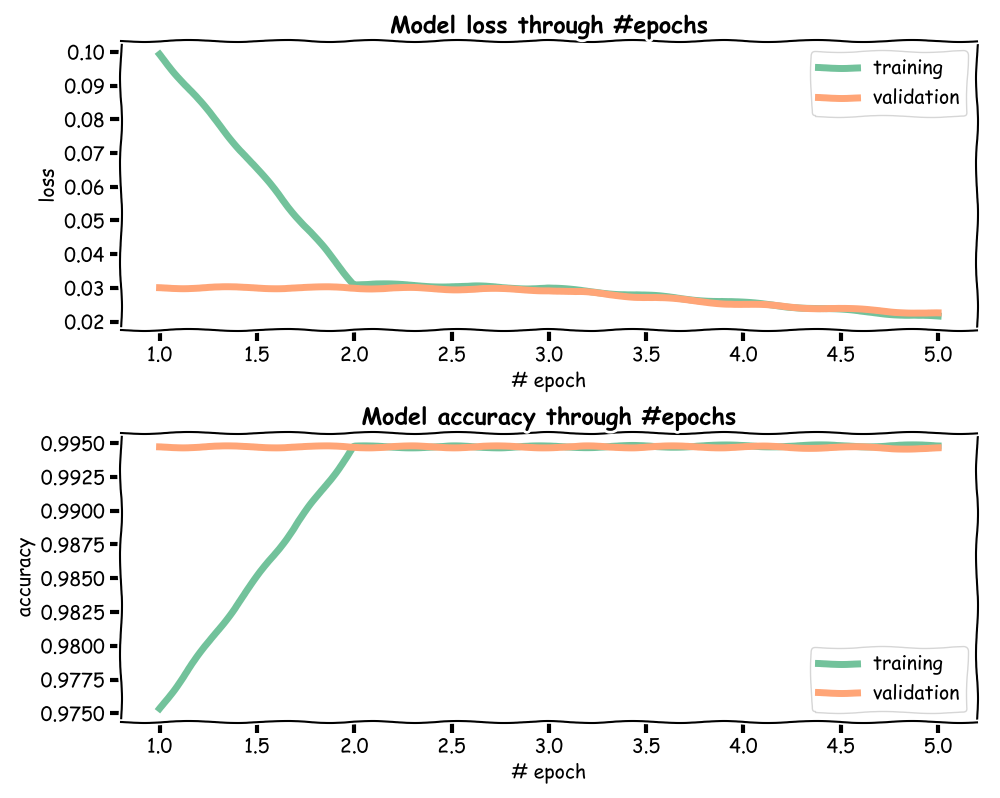 Model loss through #epochs
0.10
0.09
0.08
0.07
0.06
0.05
0.04
0.03
0.02
loss
training
validation
1.0 1.5 2.0 2.5 3.0 3.5 4.0 4.5 5.0
# epoch
Model accuracy through #epochs
0.9950
0.9925
0.9900
0.9875
0.9850
0.9825
0.9800
0.9775
0.9750
accuracy
training
validation
1.0 1.5 2.0 2.5 3.0 3.5 4.0 4.5 5.0
# epoch